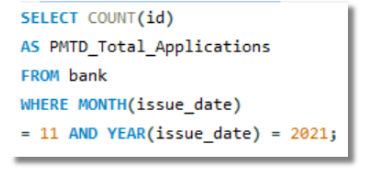 SELECT COUNT(id)
AS PMTD_Total_Applications
FROM bank
WHERE MONTH(issue_date)
= 11 AND YEAR(issue_date) = 2021;